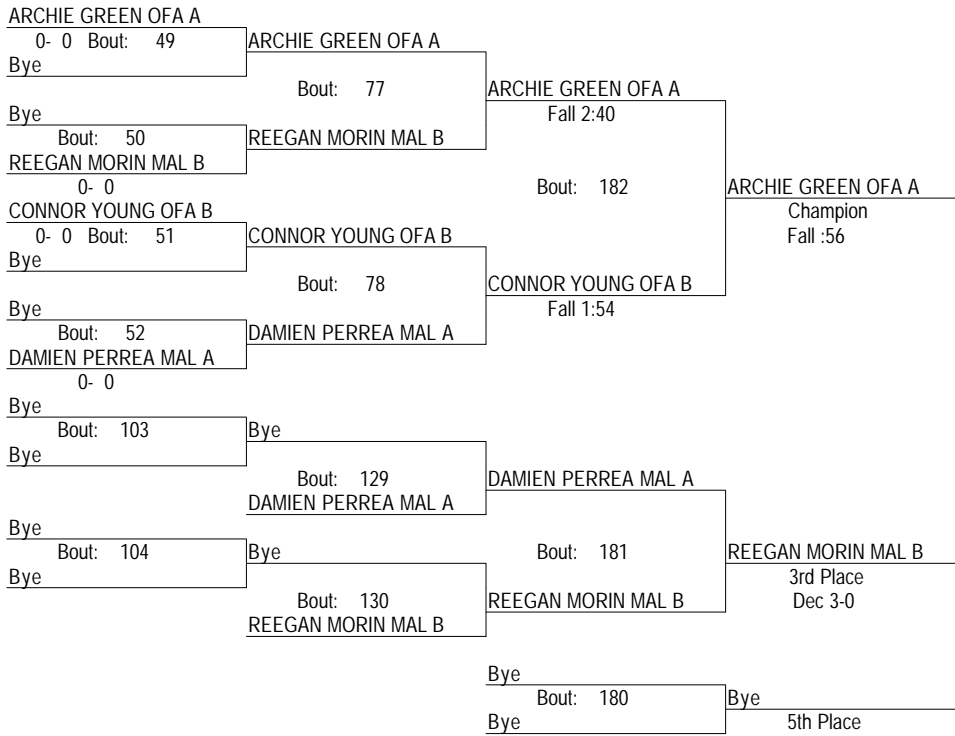 ARCHIE GREEN OFA A
0- 0 Bout: 49
ARCHIE GREEN OFA A
Bye
Bout: 77
ARCHIE GREEN OFA A
Bye
Fall 2:40
Bout: 50
REEGAN MORIN MAL B
REEGAN MORIN MAL B
0- 0
Bout: 182
ARCHIE GREEN OFA A
CONNOR YOUNG OFA B
Champion
0- 0 Bout: 51
CONNOR YOUNG OFA B
Fall :56
Bye
Bout: 78
CONNOR YOUNG OFA B
Bye
Fall 1:54
Bout: 52
DAMIEN PERREA MAL A
DAMIEN PERREA MAL A
0- 0
Bye
Bout: 103
Bye
Bye
Bout: 129
DAMIEN PERREA MAL A
DAMIEN PERREA MAL A
Bye
Bout: 104
Bye
Bout: 181
REEGAN MORIN MAL B
Bye
3rd Place
Bout: 130
REEGAN MORIN MAL B
Dec 3-0
REEGAN MORIN MAL B
Bye
Bout: 180
Bye
Bye
5th Place